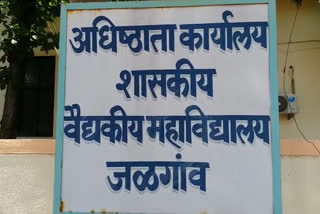 अधिष्ठाता कार्यालय
शासकीय
वैद्यकीय महाविद्यालय
जळगांव